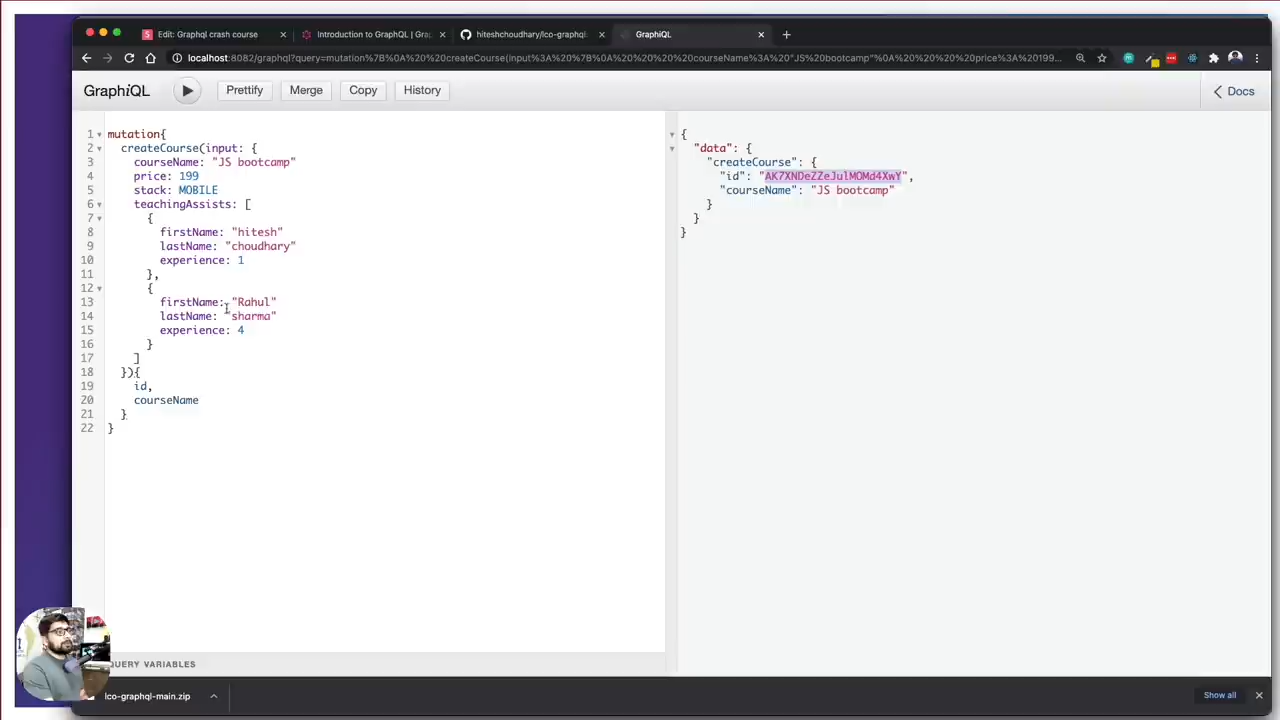 Edit: Graphql crash course
Introduction to GraphQL | Gra
hiteshchoudhary/lco-graphql
GraphiQL
localhost:8082/graphql?query=mutation%7B%0A%20%20createCourse(input%3A%20%7B%0A%20%20%20%20courseName%3A%20"JS bootcamp"%0A%20%20%20%20price%3A%20199...
GraphiQL
Prettify
Merge
Copy
History
Docs
1 mutation{
2 createCourse(input: {
3 courseName: "JS bootcamp"
4 price: 199
5 stack: MOBILE
6 teachingAssists: [
7 {
8 firstName: "hitesh"
9 lastName: "choudhary"
10 experience: 1
11 },
12 {
13 firstName: "Rahul"
14 lastName: "sharma"
15 experience: 4
16 }
17 ]
18 }){
19 id,
20 courseName
21 }
22 }
{
"data": {
"createCourse": {
"id": "AK7XNDeZZeJulMOMd4XwY",
"courseName": "JS bootcamp"
}
}
}
QUERY VARIABLES
lco-graphql-main.zip
Show all